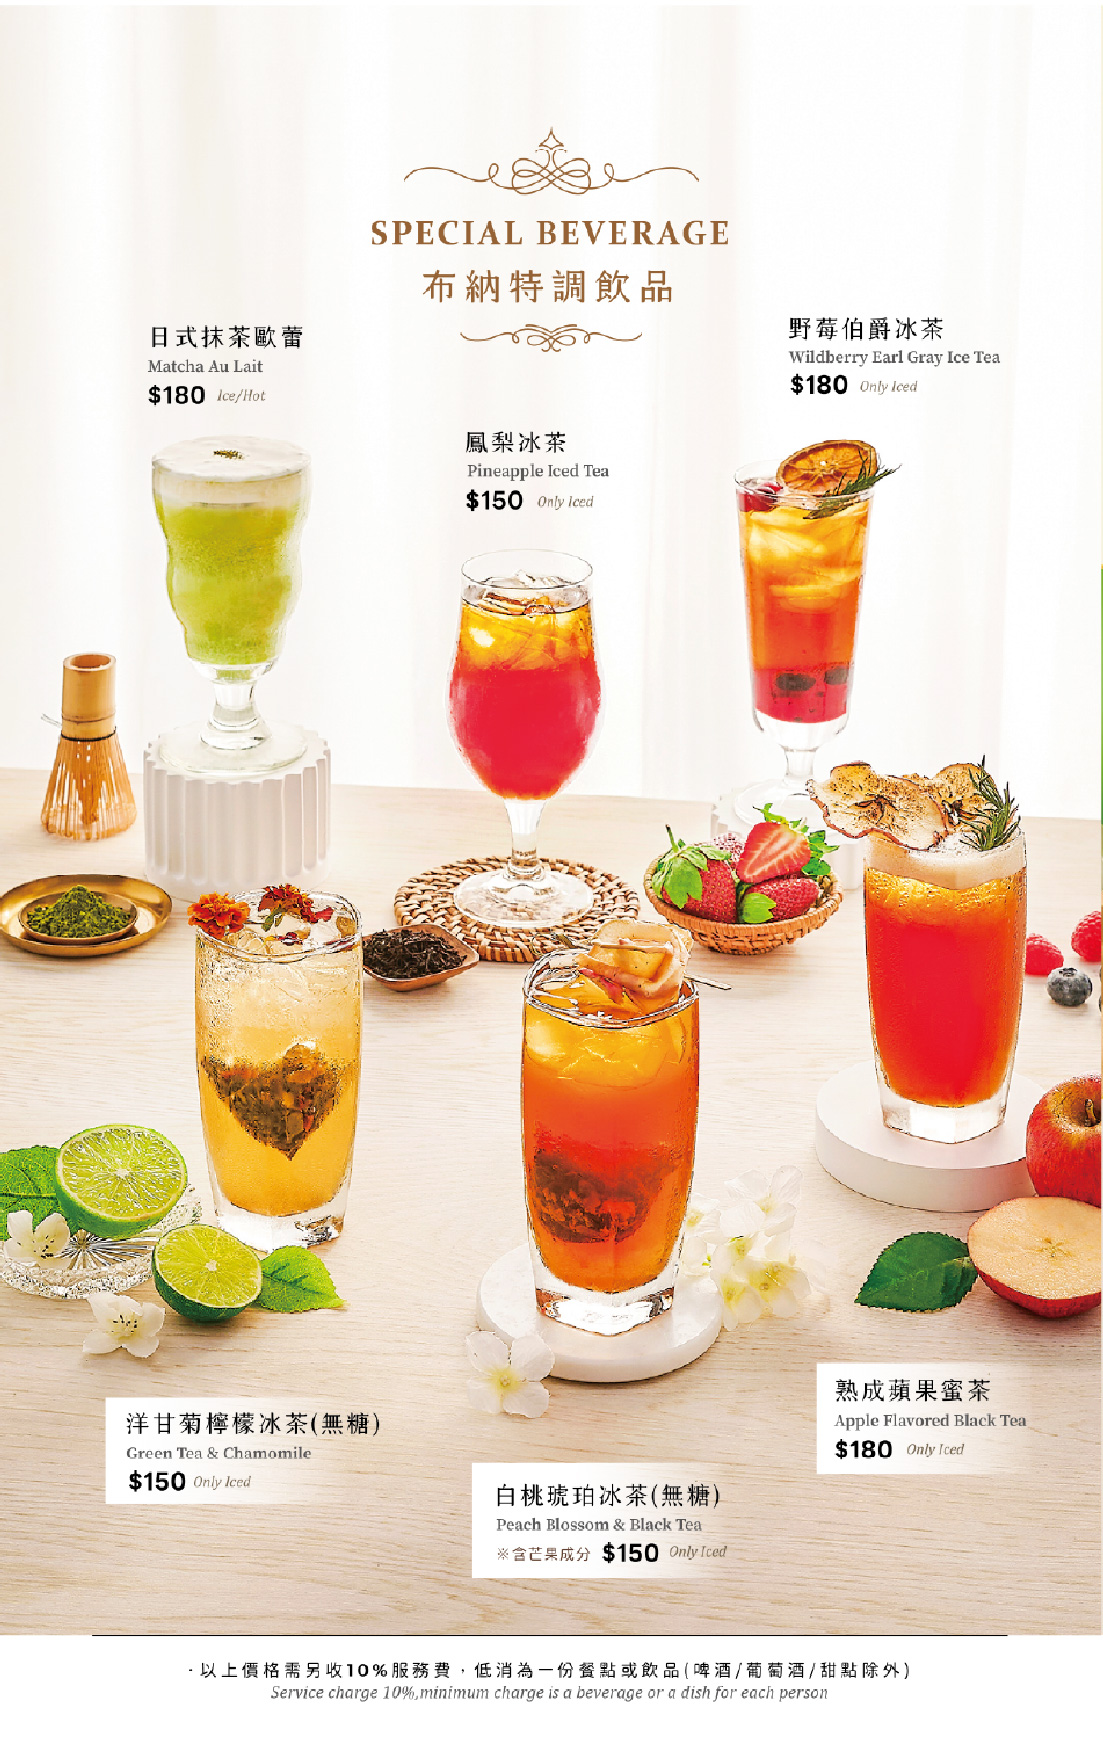 SPECIAL BEVERAGE
布納特調飲品
日式抹茶歐蕾
Matcha Au Lait
$180 Ice/Hot
野莓伯爵冰茶
Wildberry Earl Gray Ice Tea
$180 Only Iced
鳳梨冰茶
Pineapple Iced Tea
$150 Only Iced
熟成蘋果蜜茶
Apple Flavored Black Tea
$180 Only Iced
洋甘菊檸檬冰茶(無糖)
Green Tea & Chamomile
$150 Only Iced
白桃琥珀冰茶(無糖)
Peach Blossom & Black Tea
※含芒果成分 $150 Only Iced
·以上價格需另收10%服務費，低消為一份餐點或飲品(啤酒/葡萄酒/甜點除外)
Service charge 10%,minimum charge is a beverage or a dish for each person